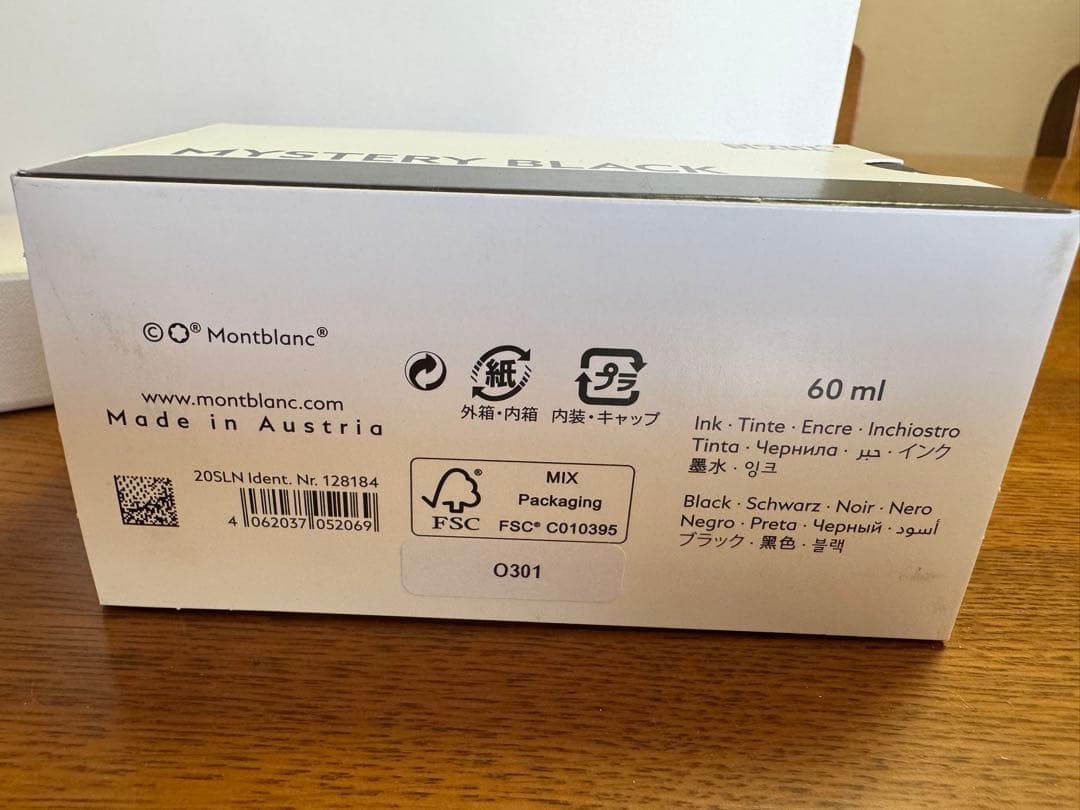 MYSTERY BLACK
© ® Montblanc®
www.montblanc.com
Made in Austria
20SLN Ident. Nr. 128184
4 062037 052069
紙
外箱・内箱
プラ
内装・キャップ
FSC®
MIX
Packaging
FSC® C010395
O301
60 ml
Ink · Tinte · Encre · Inchiostro
Tinta · Чернила · حبر · インク
墨水 · 잉크
Black · Schwarz · Noir · Nero
Negro · Preta · Черный · أسود
ブラック · 黑色 · 블랙